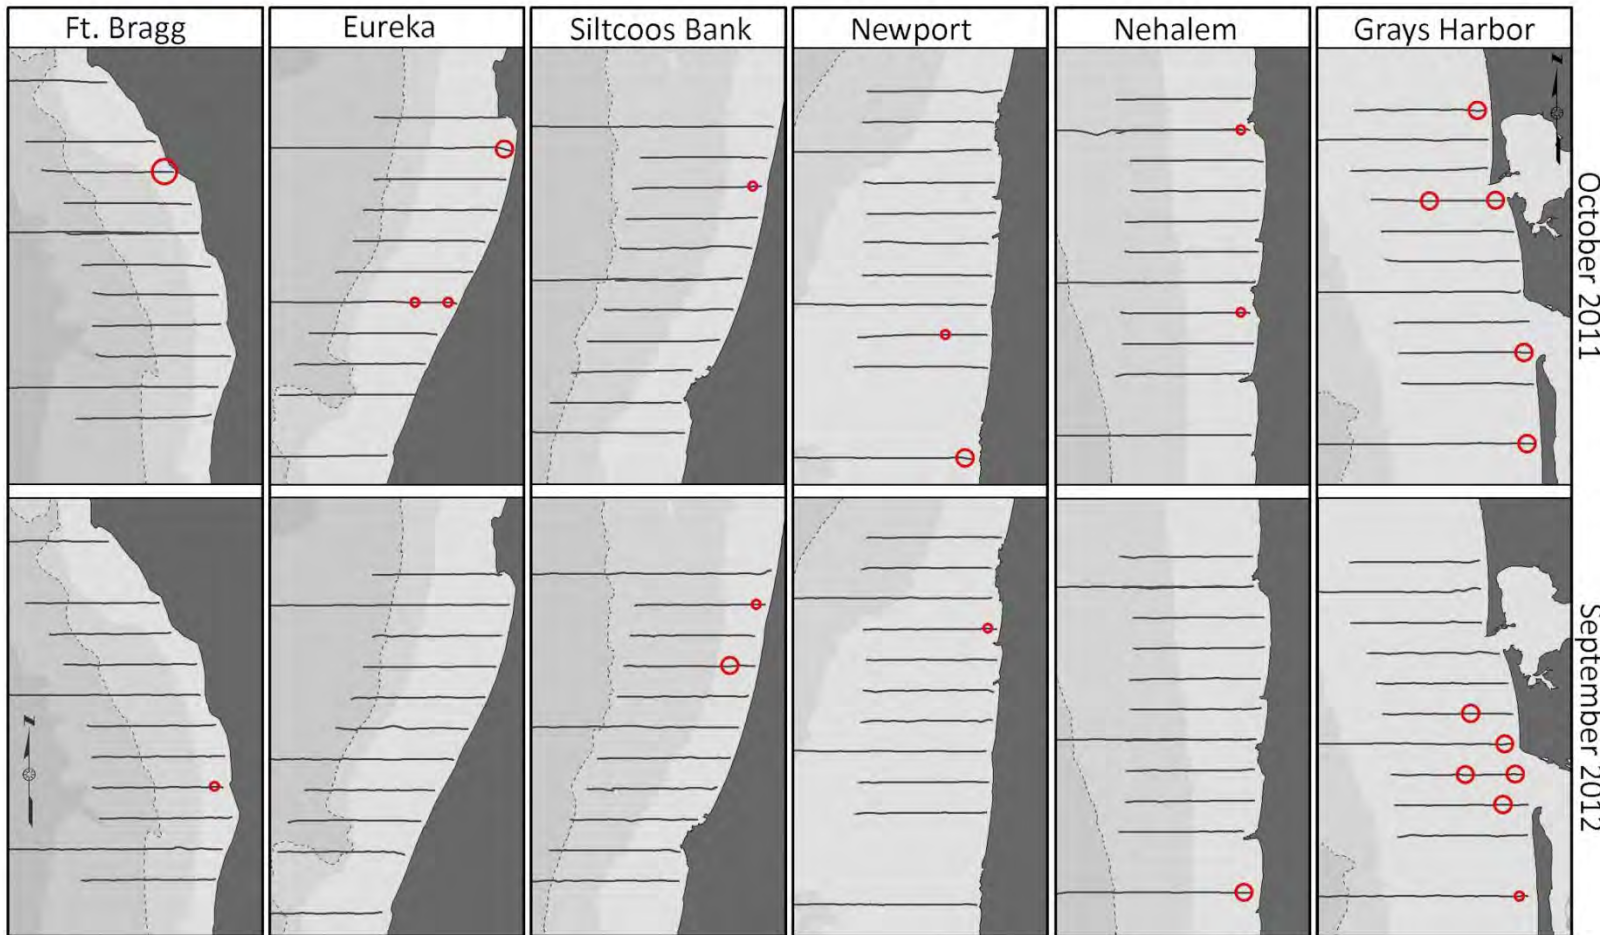 Ft. Bragg
Eureka
Siltcoos Bank
Newport
Nehalem
Grays Harbor
October 2011
September 2012
N
N